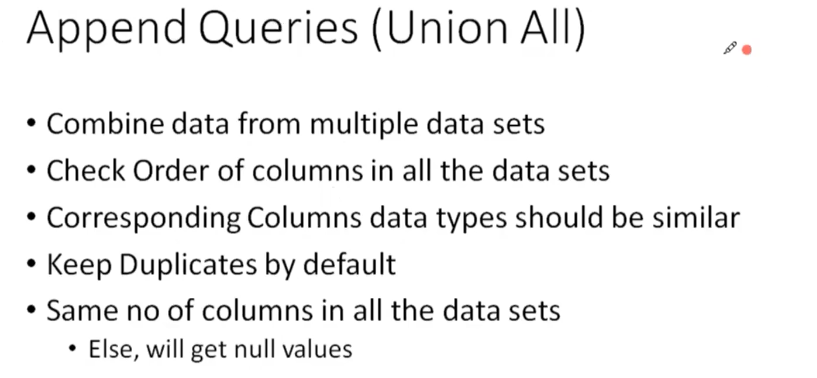 Append Queries (Union All)
• Combine data from multiple data sets
• Check Order of columns in all the data sets
• Corresponding Columns data types should be similar
• Keep Duplicates by default
• Same no of columns in all the data sets
• Else, will get null values